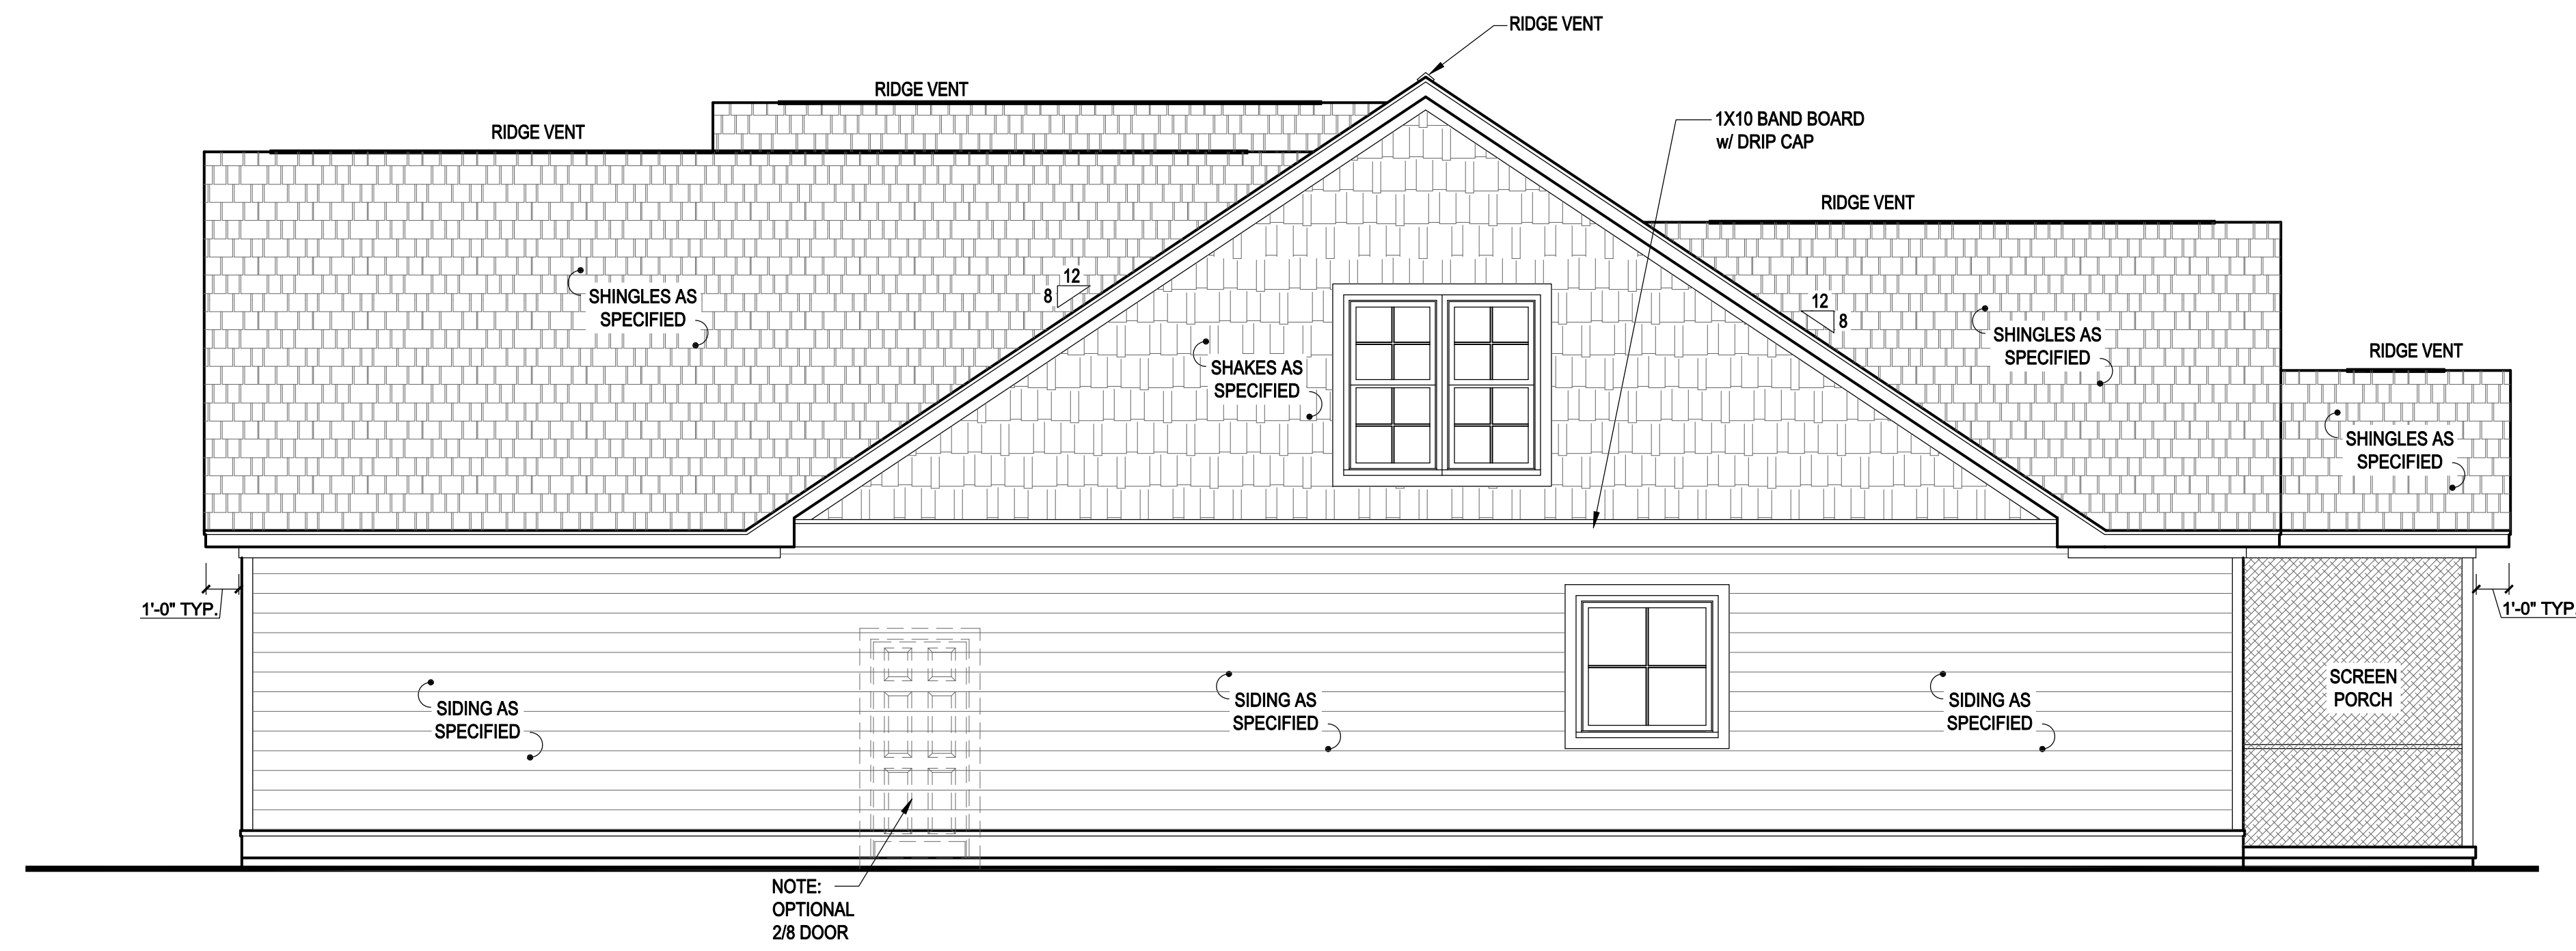 RIDGE VENT
RIDGE VENT
RIDGE VENT
1X10 BAND BOARD
w/ DRIP CAP
RIDGE VENT
12
8
SHINGLES AS
SPECIFIED
12
8
SHINGLES AS
SPECIFIED
RIDGE VENT
SHAKES AS
SPECIFIED
SHINGLES AS
SPECIFIED
1'-0" TYP.
1'-0" TYP.
SIDING AS
SPECIFIED
SIDING AS
SPECIFIED
SIDING AS
SPECIFIED
SCREEN
PORCH
NOTE:
OPTIONAL
2/8 DOOR